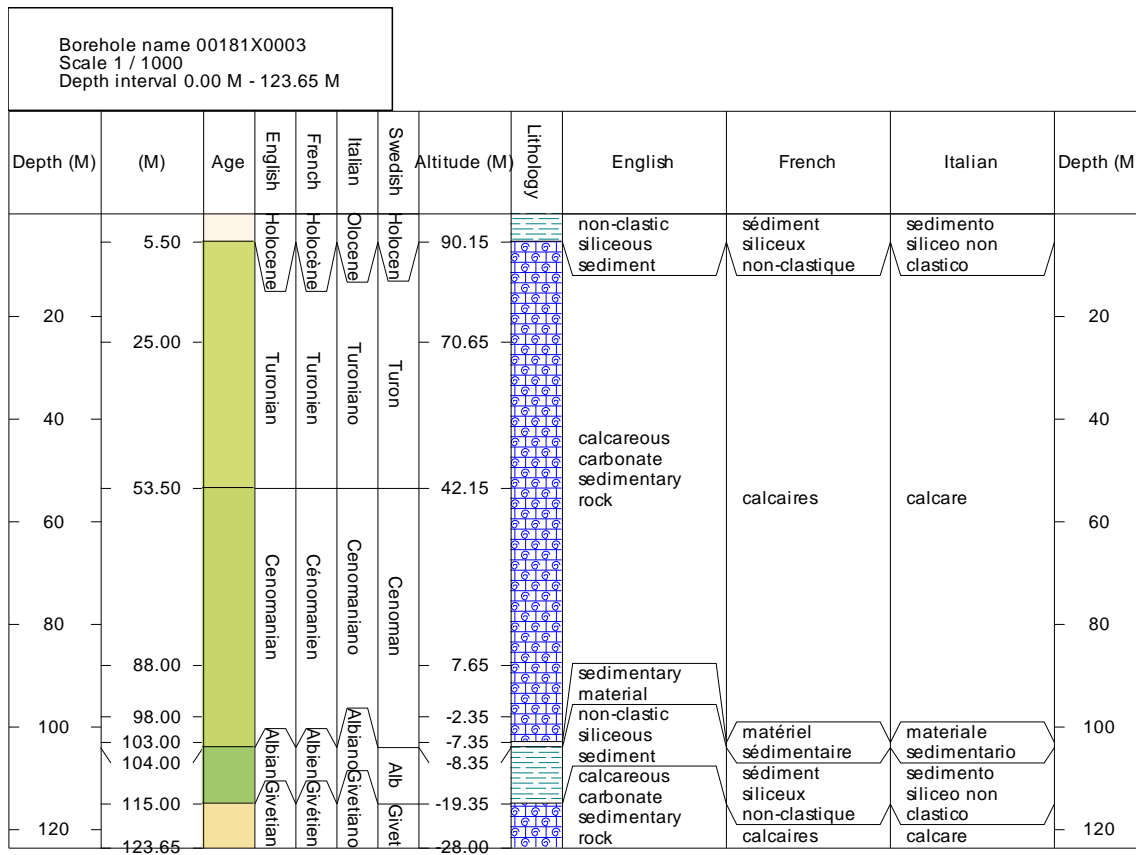 Borehole name 00181X0003
Scale 1 / 1000
Depth interval 0.00 M - 123.65 M
Depth (M)
(M)
Age
English
French
Italian
Swedish
Altitude (M)
Lithology
English
French
Italian
Depth (M
20
40
60
80
100
120
5.50
25.00
53.50
88.00
98.00
103.00
104.00
115.00
123.65
Holocene
Turonian
Cenomanian
Albian
Givetian
Holocène
Turonien
Cénomanien
Albien
Givétien
Olocene
Turoniano
Cenomaniano
Albiano
Givetiano
Holocen
Turon
Cenoman
Alb
Givet
90.15
70.65
42.15
7.65
-2.35
-7.35
-8.35
-19.35
-28.00
non-clastic
siliceous
sediment
calcareous
carbonate
sedimentary
rock
sedimentary
material
non-clastic
siliceous
sediment
calcareous
carbonate
sedimentary
rock
sédiment
siliceux
non-clastique
calcaires
matériel
sédimentaire
sédiment
siliceux
non-clastique
calcaires
sedimento
siliceo non
clastico
calcare
materiale
sedimentario
sedimento
siliceo non
clastico
calcare
20
40
60
80
100
120